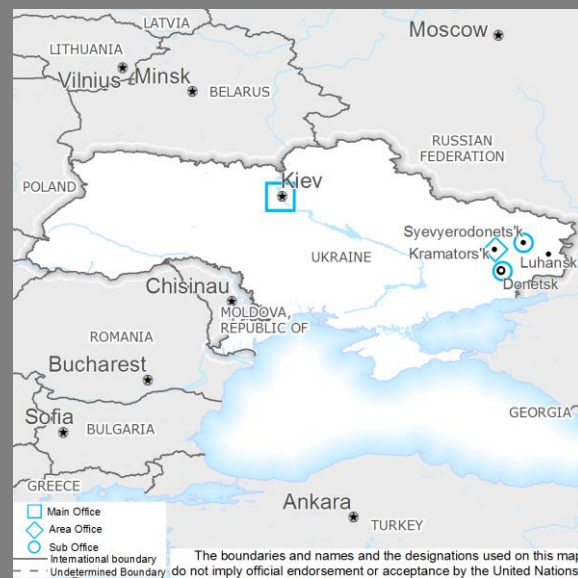 LATVIA
Moscow
LITHUANIA
Vilnius
Minsk
BELARUS
RUSSIAN
FEDERATION
POLAND
Kiev
Syevyerodonets'k
UKRAINE
Kramators'k
Luhansk
Donetsk
Chisinau
MOLDOVA,
REPUBLIC OF
ROMANIA
Bucharest
GEORGIA
Sofia
BULGARIA
GREECE
Ankara
TURKEY
Main Office
Area Office
Sub Office
International boundary
Undetermined Boundary
The boundaries and names and the designations used on this map
do not imply official endorsement or acceptance by the United Nations